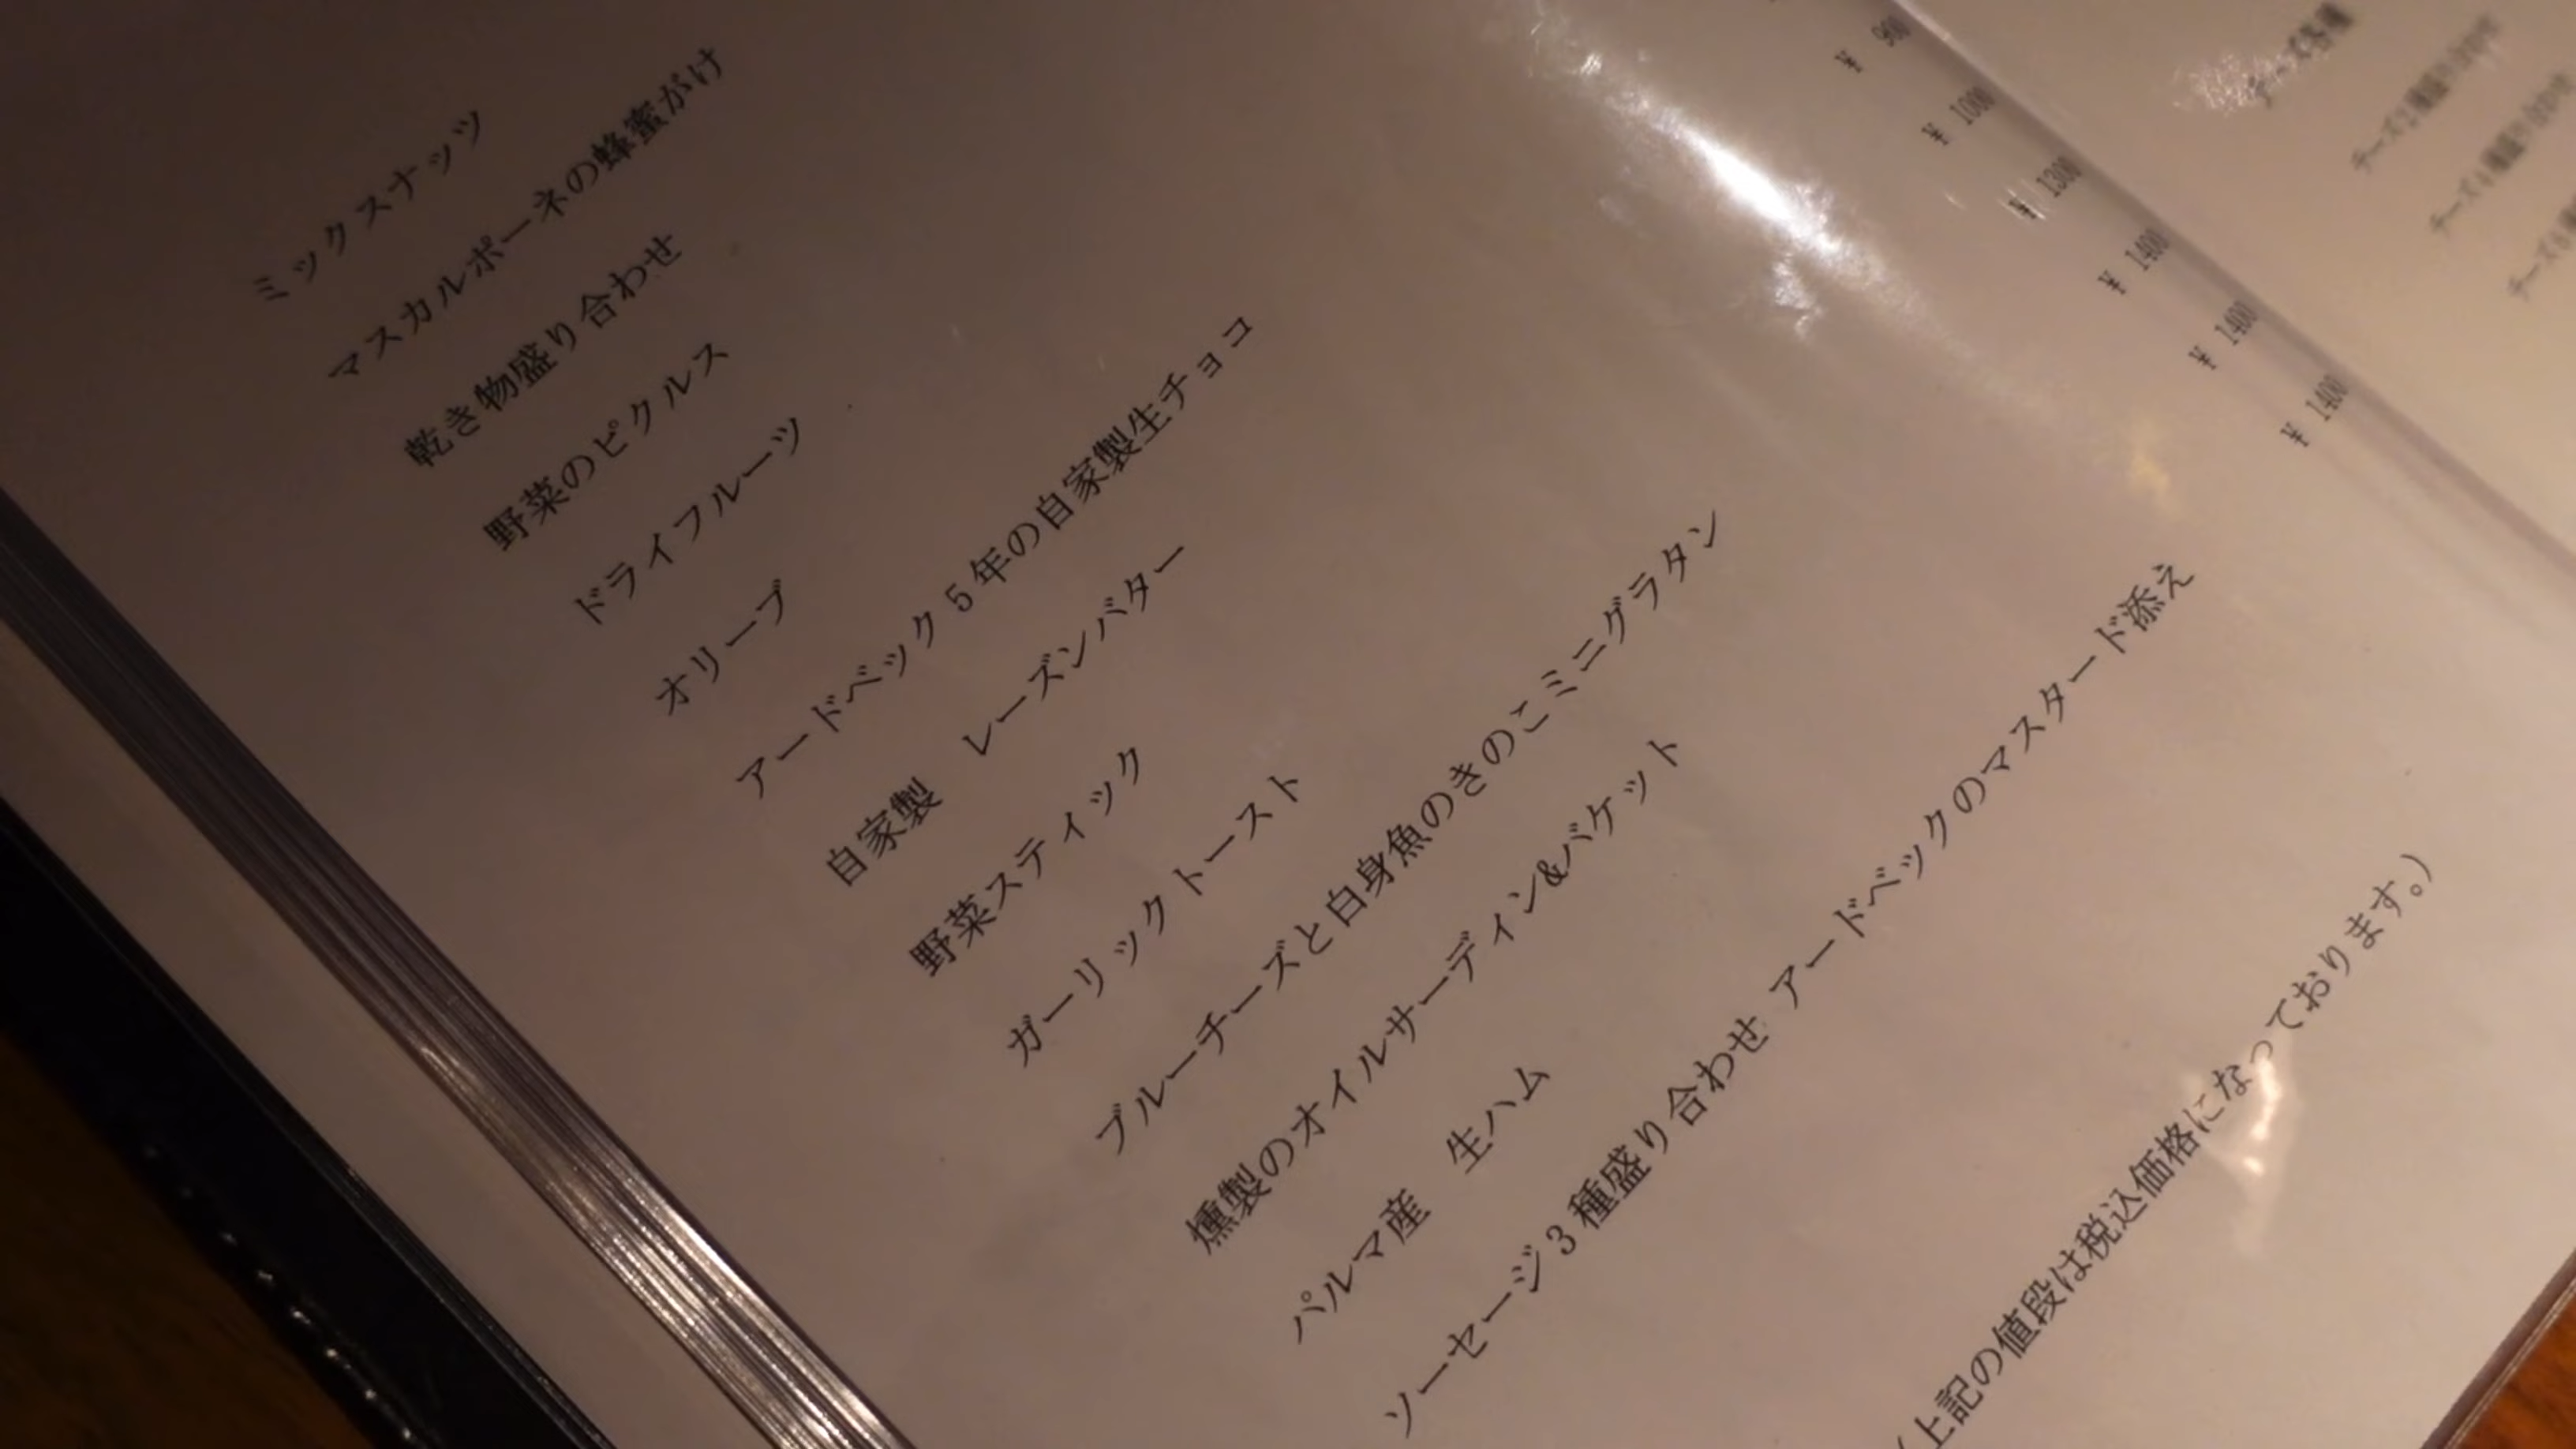 ミックスナッツ
マスカルポーネの蜂蜜がけ
乾き物盛り合わせ
野菜のピクルス
ドライフルーツ
オリーブ
アードベック5年の自家製生チョコ
自家製　レーズンバター
野菜スティック ¥ 900
ガーリックトースト ¥ 1000
ブルーチーズと白身魚のきのこミニグラタン ¥ 1300
燻製のオイルサーディン&バケット ¥ 1400
パルマ産　生ハム ¥ 1400
ソーセージ3種盛り合わせ アードベックのマスタード添え ¥ 1400
(上記の値段は税込価格になっております。)
チーズ各種